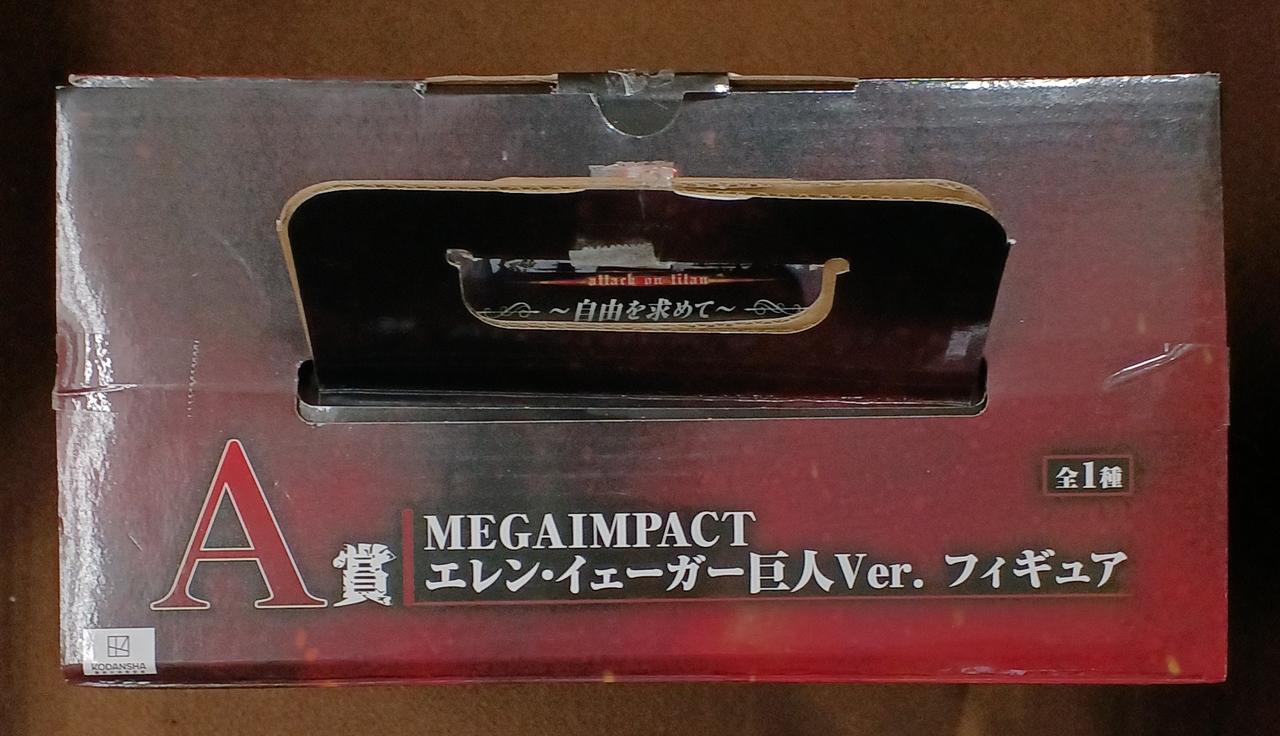 attack on titan
～自由を求めて～
全1種
A賞
MEGAIMPACT
エレン・イェーガー巨人Ver. フィギュア
KODANSHA